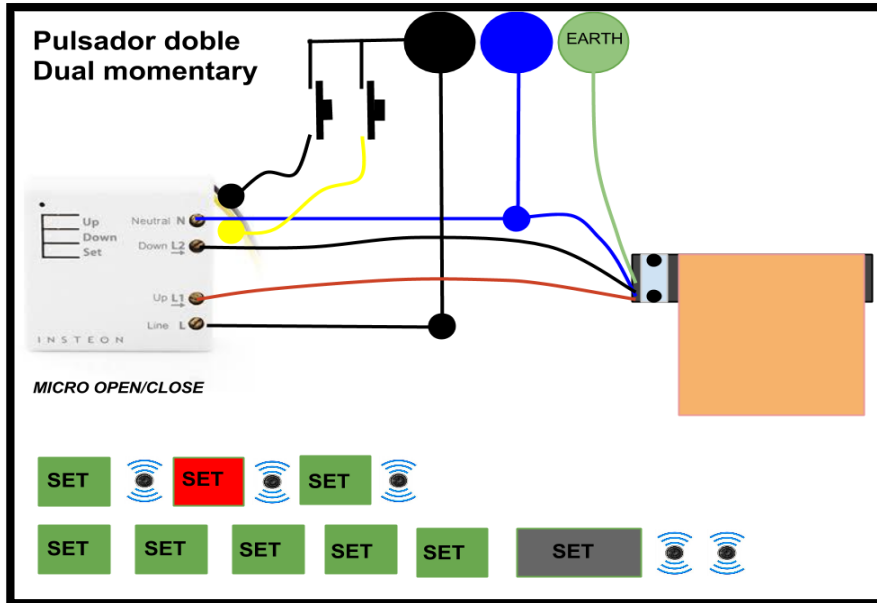 Pulsador doble
Dual momentary
EARTH
Up
Down
Set
Neutral N
Down L2
Up L1
Line L
INSTEON
MICRO OPEN/CLOSE
SET SET SET
SET SET SET SET SET SET